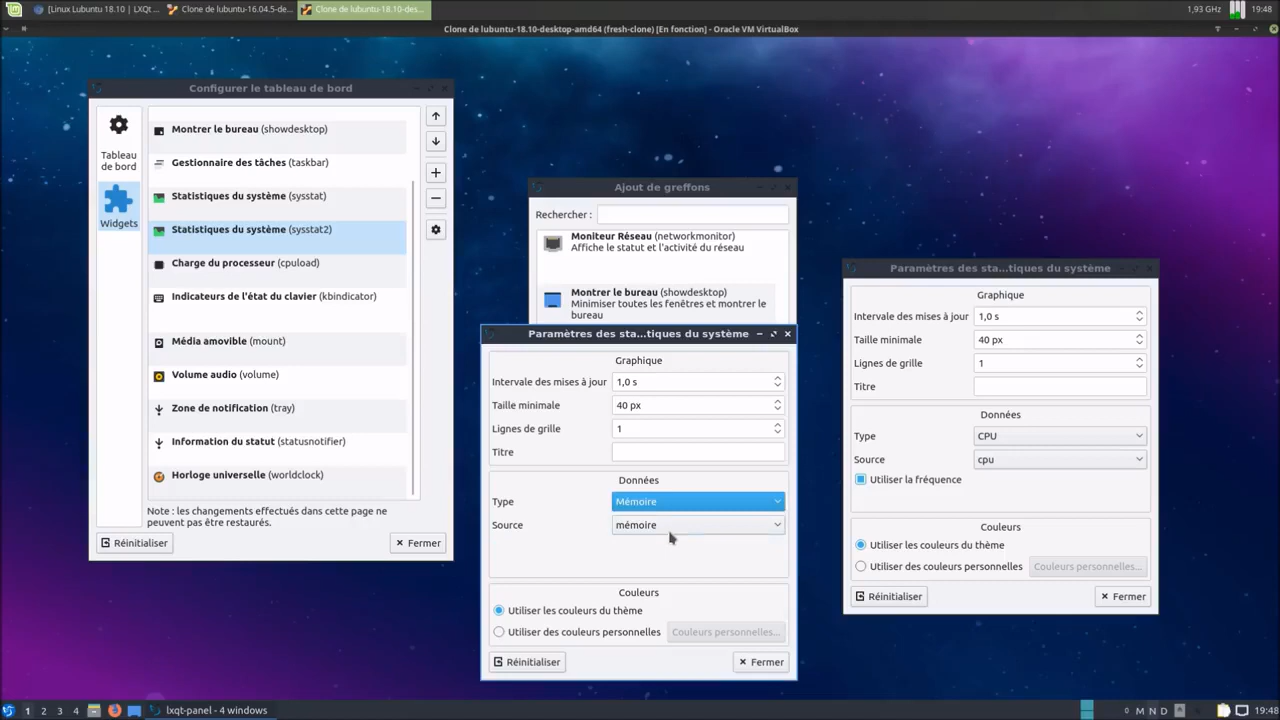 [Linux Lubuntu 18.10 | LXQt...
Clone de lubuntu-16.04.5-de...
Clone de lubuntu-18.10-des...
1,93 GHz
19:48
Clone de lubuntu-18.10-desktop-amd64 (fresh-clone) [En fonction] - Oracle VM VirtualBox
Configurer le tableau de bord
Tableau
de bord
Widgets
Montrer le bureau (showdesktop)
Gestionnaire des tâches (taskbar)
Statistiques du système (sysstat)
Statistiques du système (sysstat2)
Charge du processeur (cpuload)
Indicateurs de l'état du clavier (kbindicator)
Média amovible (mount)
Volume audio (volume)
Zone de notification (tray)
Information du statut (statusnotifier)
Horloge universelle (worldclock)
Note : les changements effectués dans cette page ne
peuvent pas être restaurés.
Réinitialiser
Fermer
Ajout de greffons
Rechercher :
Moniteur Réseau (networkmonitor)
Affiche le statut et l'activité du réseau
Montrer le bureau (showdesktop)
Minimiser toutes les fenêtres et montrer le
bureau
Paramètres des sta...tiques du système
Graphique
Intervale des mises à jour 1,0 s
Taille minimale 40 px
Lignes de grille 1
Titre
Données
Type Mémoire
Source mémoire
Couleurs
Utiliser les couleurs du thème
Utiliser des couleurs personnelles Couleurs personnelles...
Réinitialiser
Fermer
Paramètres des sta...tiques du système
Graphique
Intervale des mises à jour 1,0 s
Taille minimale 40 px
Lignes de grille 1
Titre
Données
Type CPU
Source cpu
Utiliser la fréquence
Couleurs
Utiliser les couleurs du thème
Utiliser des couleurs personnelles Couleurs personnelles...
Réinitialiser
Fermer
1 2 3 4
lxqt-panel - 4 windows
0 M N D
19:48